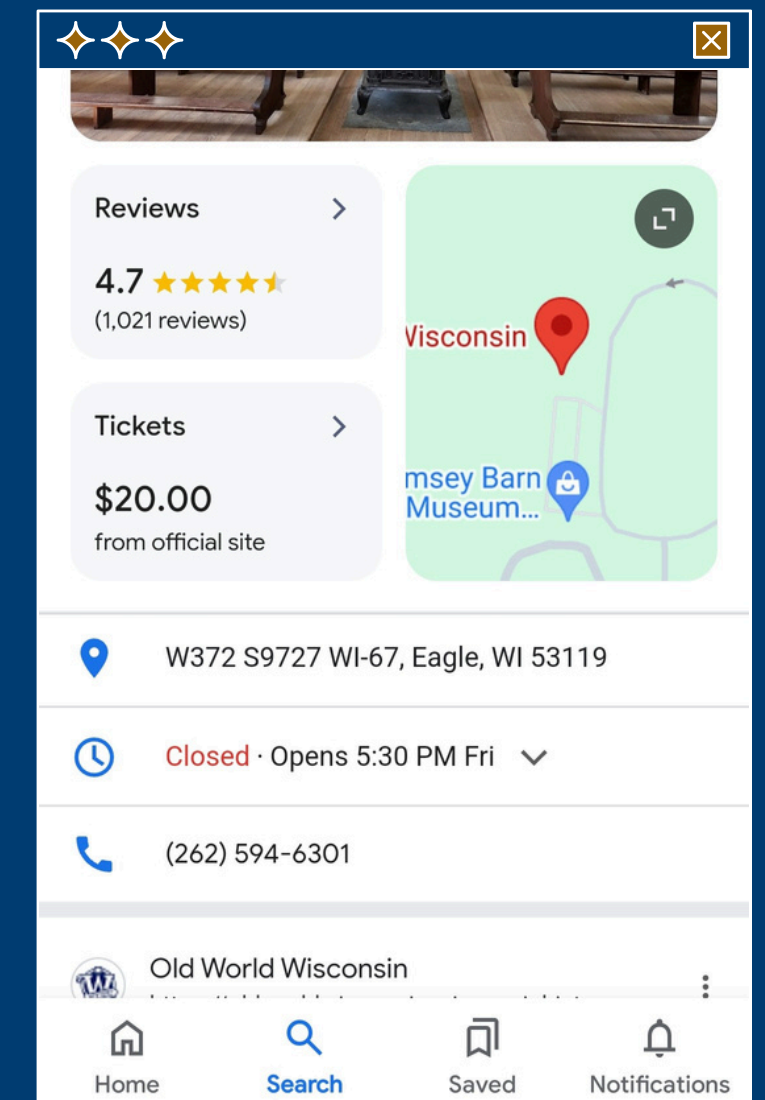 Reviews
4.7
(1,021 reviews)
Tickets
$20.00
from official site
Wisconsin
msey Barn
Museum...
W372 S9727 WI-67, Eagle, WI 53119
Closed · Opens 5:30 PM Fri
(262) 594-6301
W
Old World Wisconsin
Home
Search
Saved
Notifications